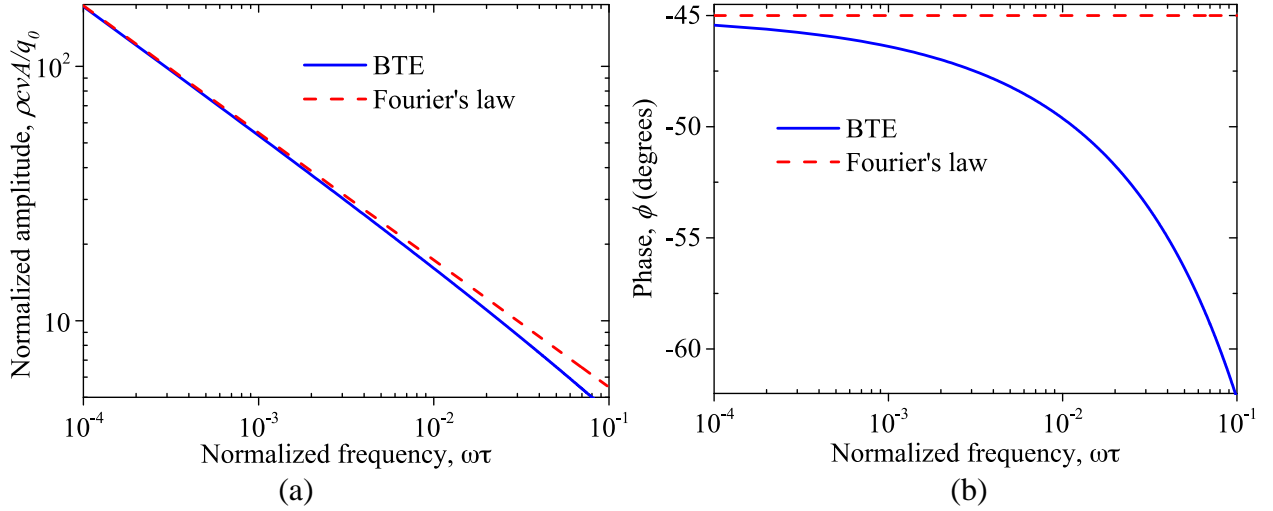 Normalized amplitude, ρcvA/q₀
10²
10
BTE
Fourier's law
10⁻⁴
10⁻³
10⁻²
10⁻¹
Normalized frequency, ωτ
(a)
Phase, ϕ (degrees)
-45
-50
-55
-60
BTE
Fourier's law
10⁻⁴
10⁻³
10⁻²
10⁻¹
Normalized frequency, ωτ
(b)